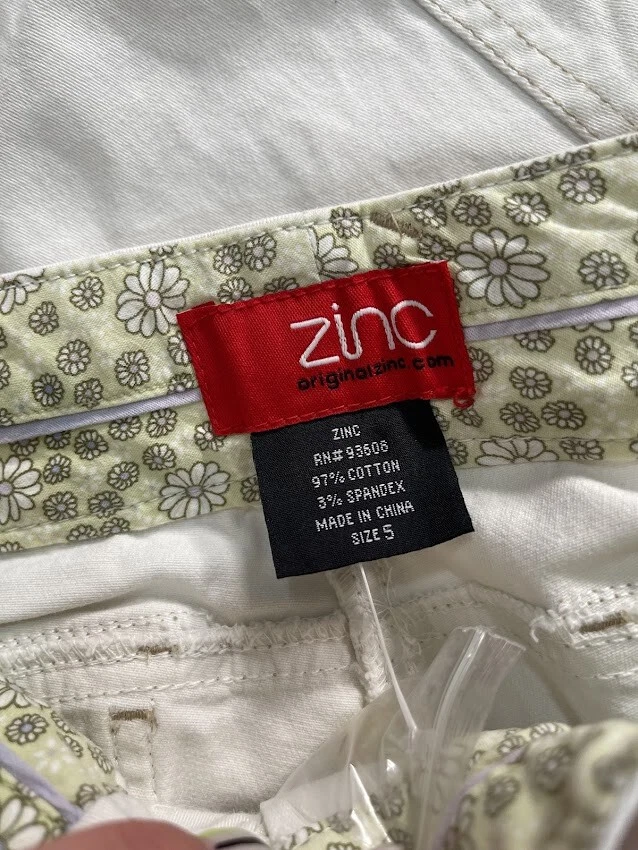 zinc
originalzinc.com
ZINC
RN# 93608
97% COTTON
3% SPANDEX
MADE IN CHINA
SIZE 5